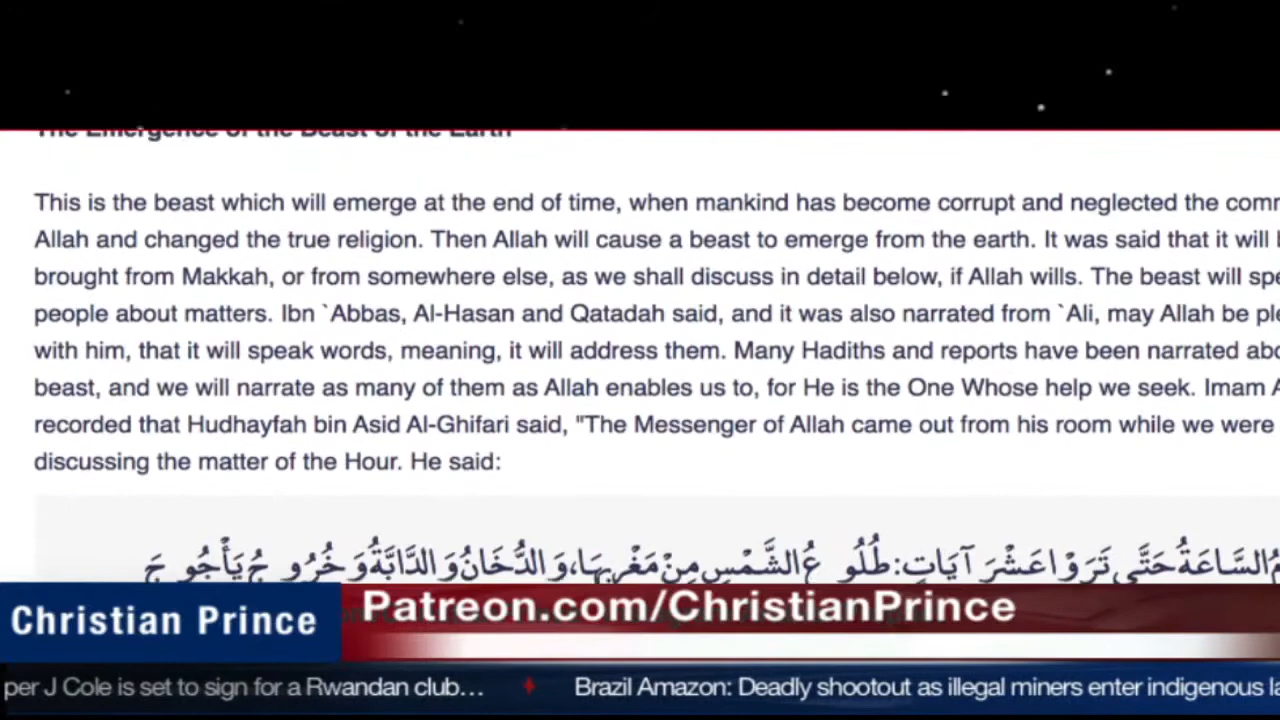 The Emergence of the Beast of the Earth
This is the beast which will emerge at the end of time, when mankind has become corrupt and neglected the comm
Allah and changed the true religion. Then Allah will cause a beast to emerge from the earth. It was said that it will
brought from Makkah, or from somewhere else, as we shall discuss in detail below, if Allah wills. The beast will spe
people about matters. Ibn `Abbas, Al-Hasan and Qatadah said, and it was also narrated from `Ali, may Allah be ple
with him, that it will speak words, meaning, it will address them. Many Hadiths and reports have been narrated abo
beast, and we will narrate as many of them as Allah enables us to, for He is the One Whose help we seek. Imam A
recorded that Hudhayfah bin Asid Al-Ghifari said, "The Messenger of Allah came out from his room while we were
discussing the matter of the Hour. He said:
السَّاعَةُ حَتَّى تَرَوْا عَشْرَ آيَاتٍ: طُلُوعُ الشَّمْسِ مِنْ مَغْرِبِهَا، وَالدُّخَانُ وَالدَّابَّةُ وَخُرُوجُ يَأْجُوجَ
Christian Prince
Patreon.com/ChristianPrince
per J Cole is set to sign for a Rwandan club... Brazil Amazon: Deadly shootout as illegal miners enter indigenous la